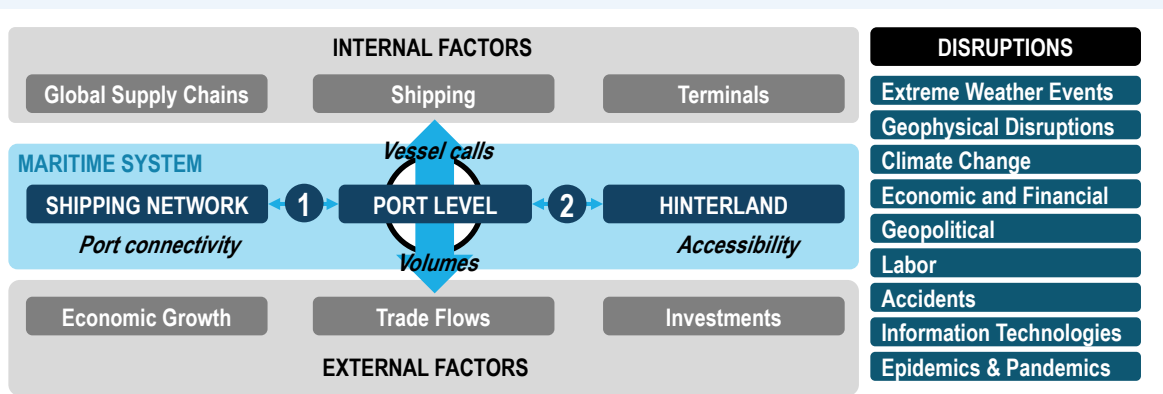 INTERNAL FACTORS
Global Supply Chains
Shipping
Terminals
MARITIME SYSTEM
Vessel calls
SHIPPING NETWORK
1
PORT LEVEL
2
HINTERLAND
Port connectivity
Volumes
Accessibility
Economic Growth
Trade Flows
Investments
EXTERNAL FACTORS
DISRUPTIONS
Extreme Weather Events
Geophysical Disruptions
Climate Change
Economic and Financial
Geopolitical
Labor
Accidents
Information Technologies
Epidemics & Pandemics